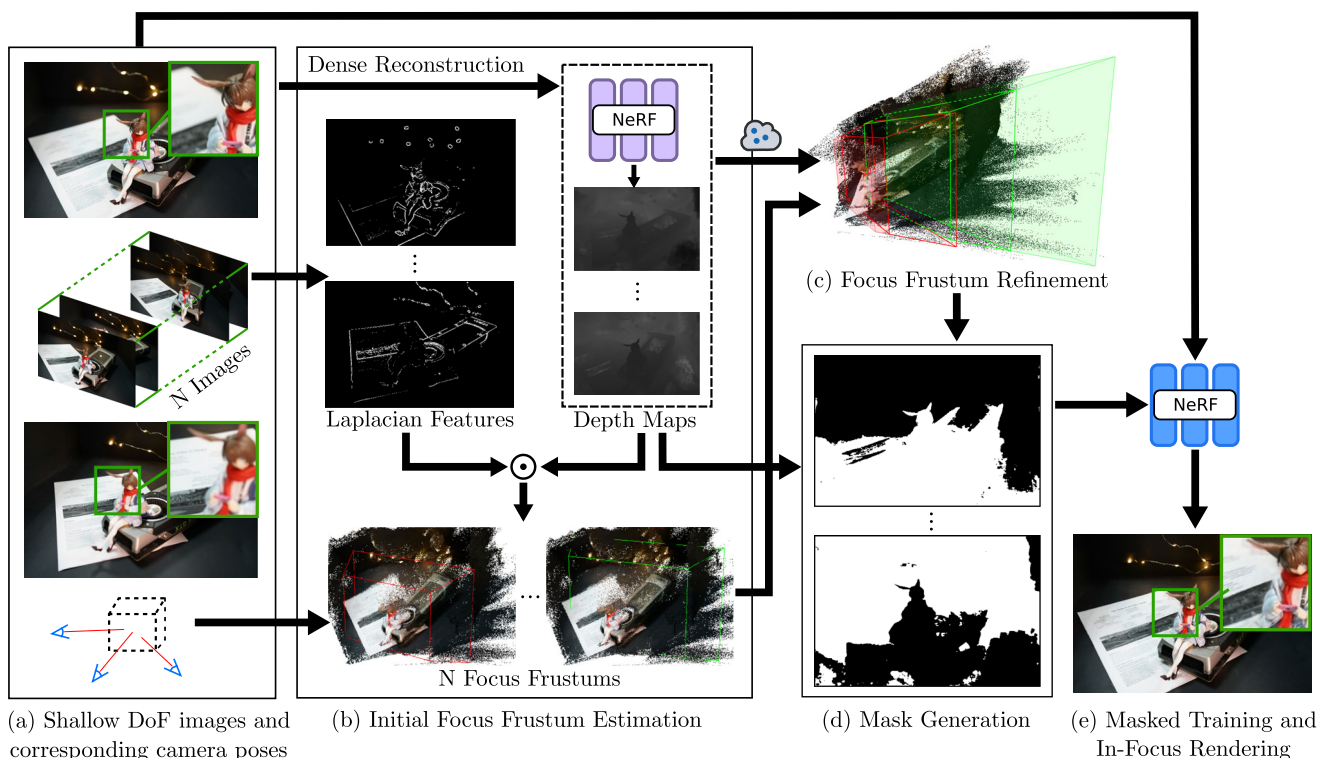 Dense Reconstruction
NeRF
N Images
Laplacian Features
Depth Maps
N Focus Frustums
(c) Focus Frustum Refinement
NeRF
(a) Shallow DoF images and
corresponding camera poses
(b) Initial Focus Frustum Estimation
(d) Mask Generation
(e) Masked Training and
In-Focus Rendering